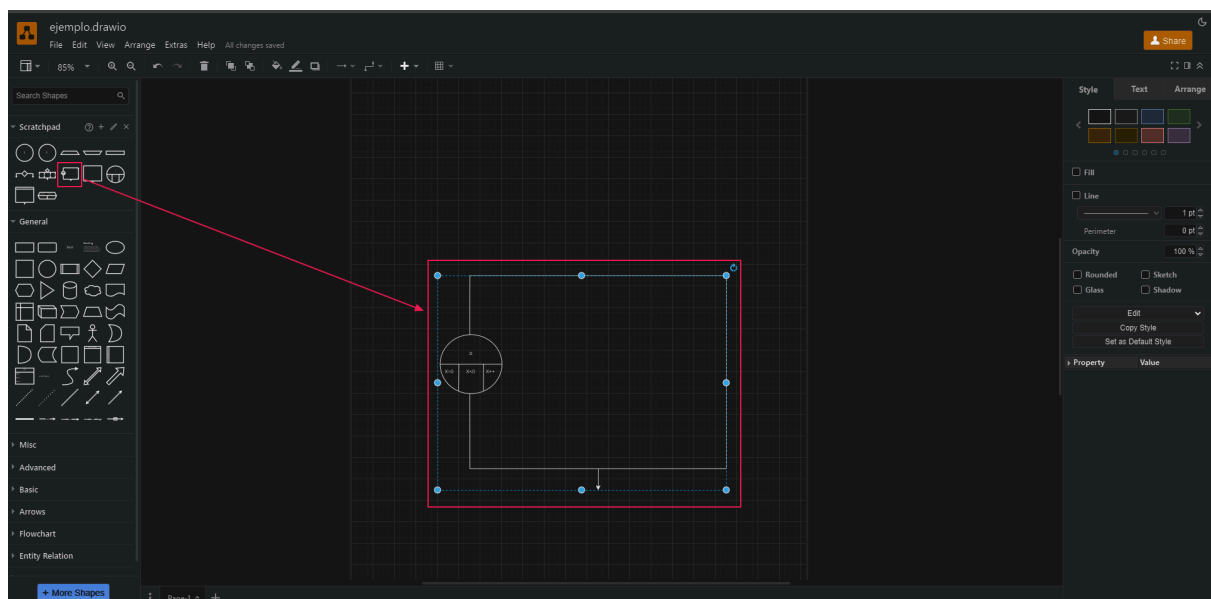 ejemplo.drawio
File Edit View Arrange Extras Help All changes saved
Share
85%
Search Shapes
Style Text Arrange
Scratchpad
Fill
Line
1 pt
Perimeter 0 pt
General
Opacity 100 %
Rounded Sketch
Glass Shadow
Edit
Copy Style
Set as Default Style
Property Value
Misc
Advanced
Basic
Arrows
Flowchart
Entity Relation
+ More Shapes
Page-1